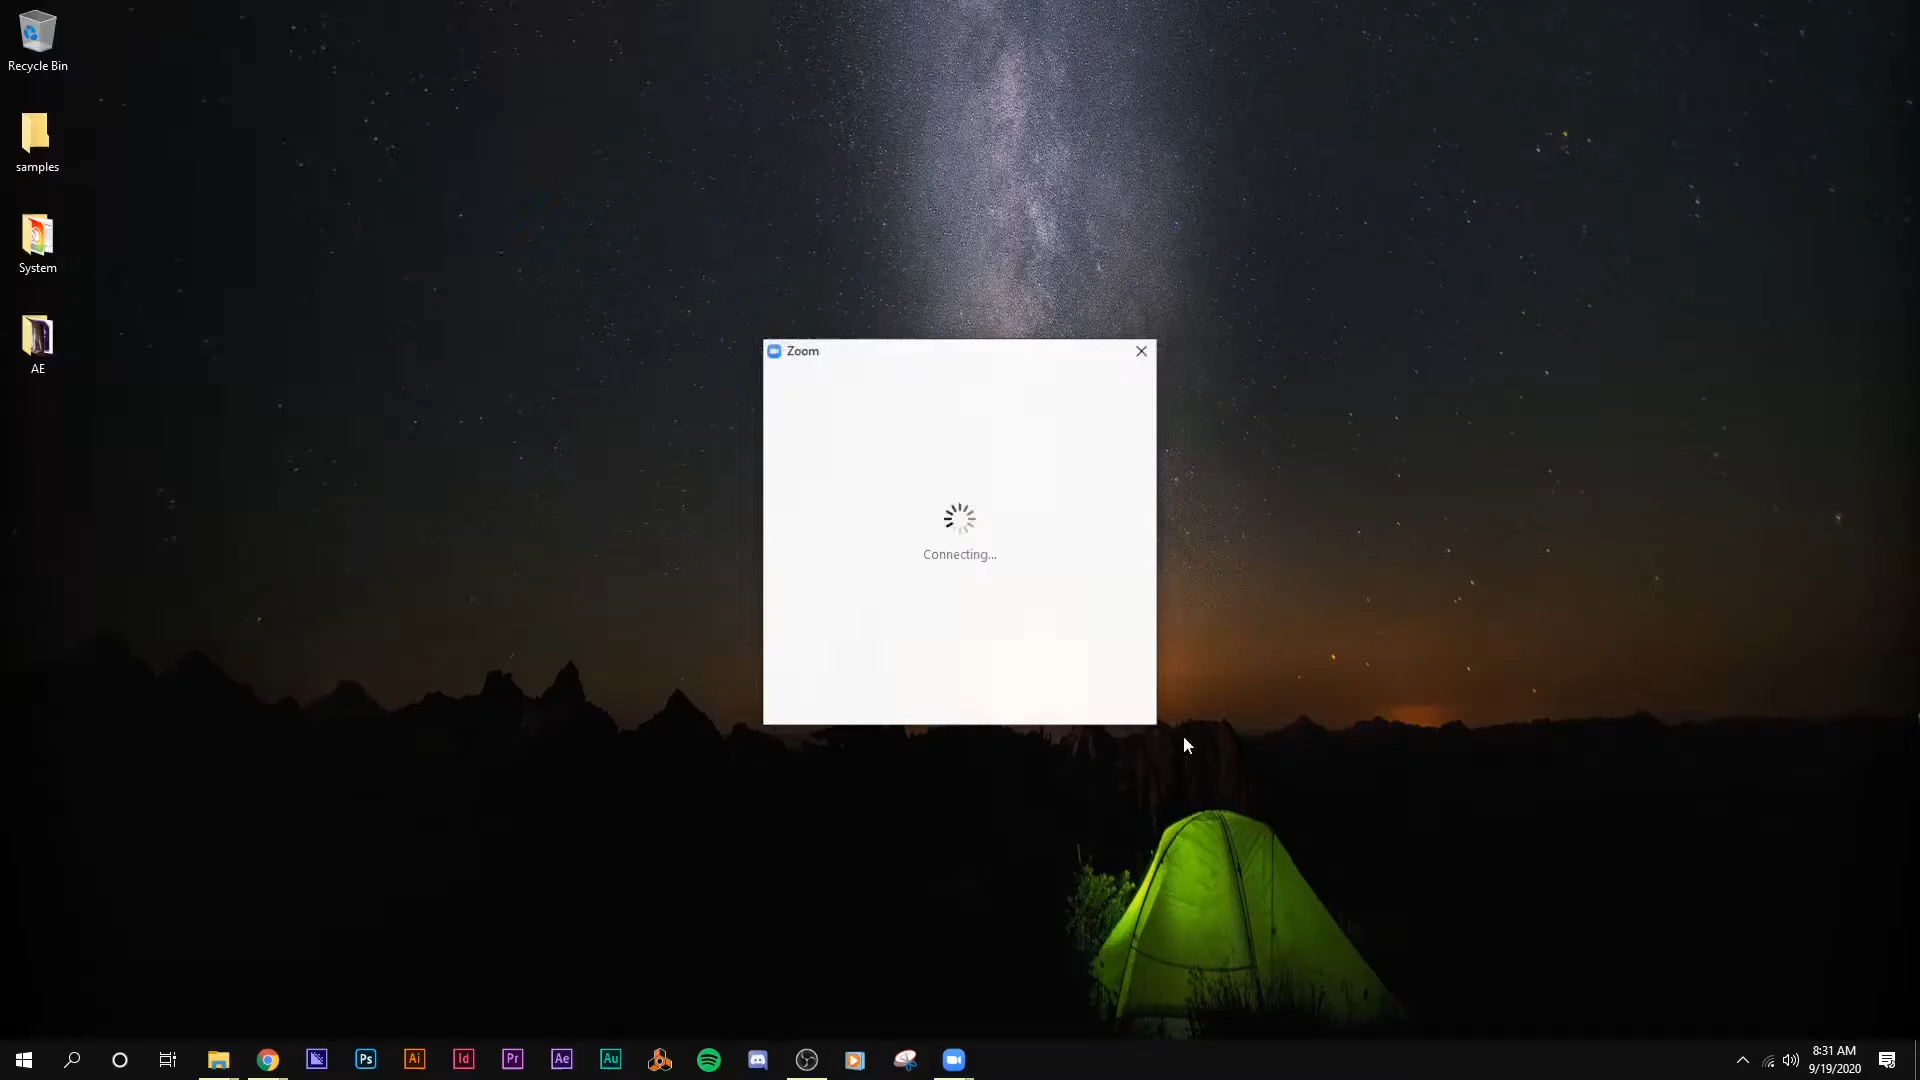 Recycle Bin
samples
System
AE
Zoom
Connecting...
Ps
Ai
Id
Pr
Ae
Au
8:31 AM
9/19/2020